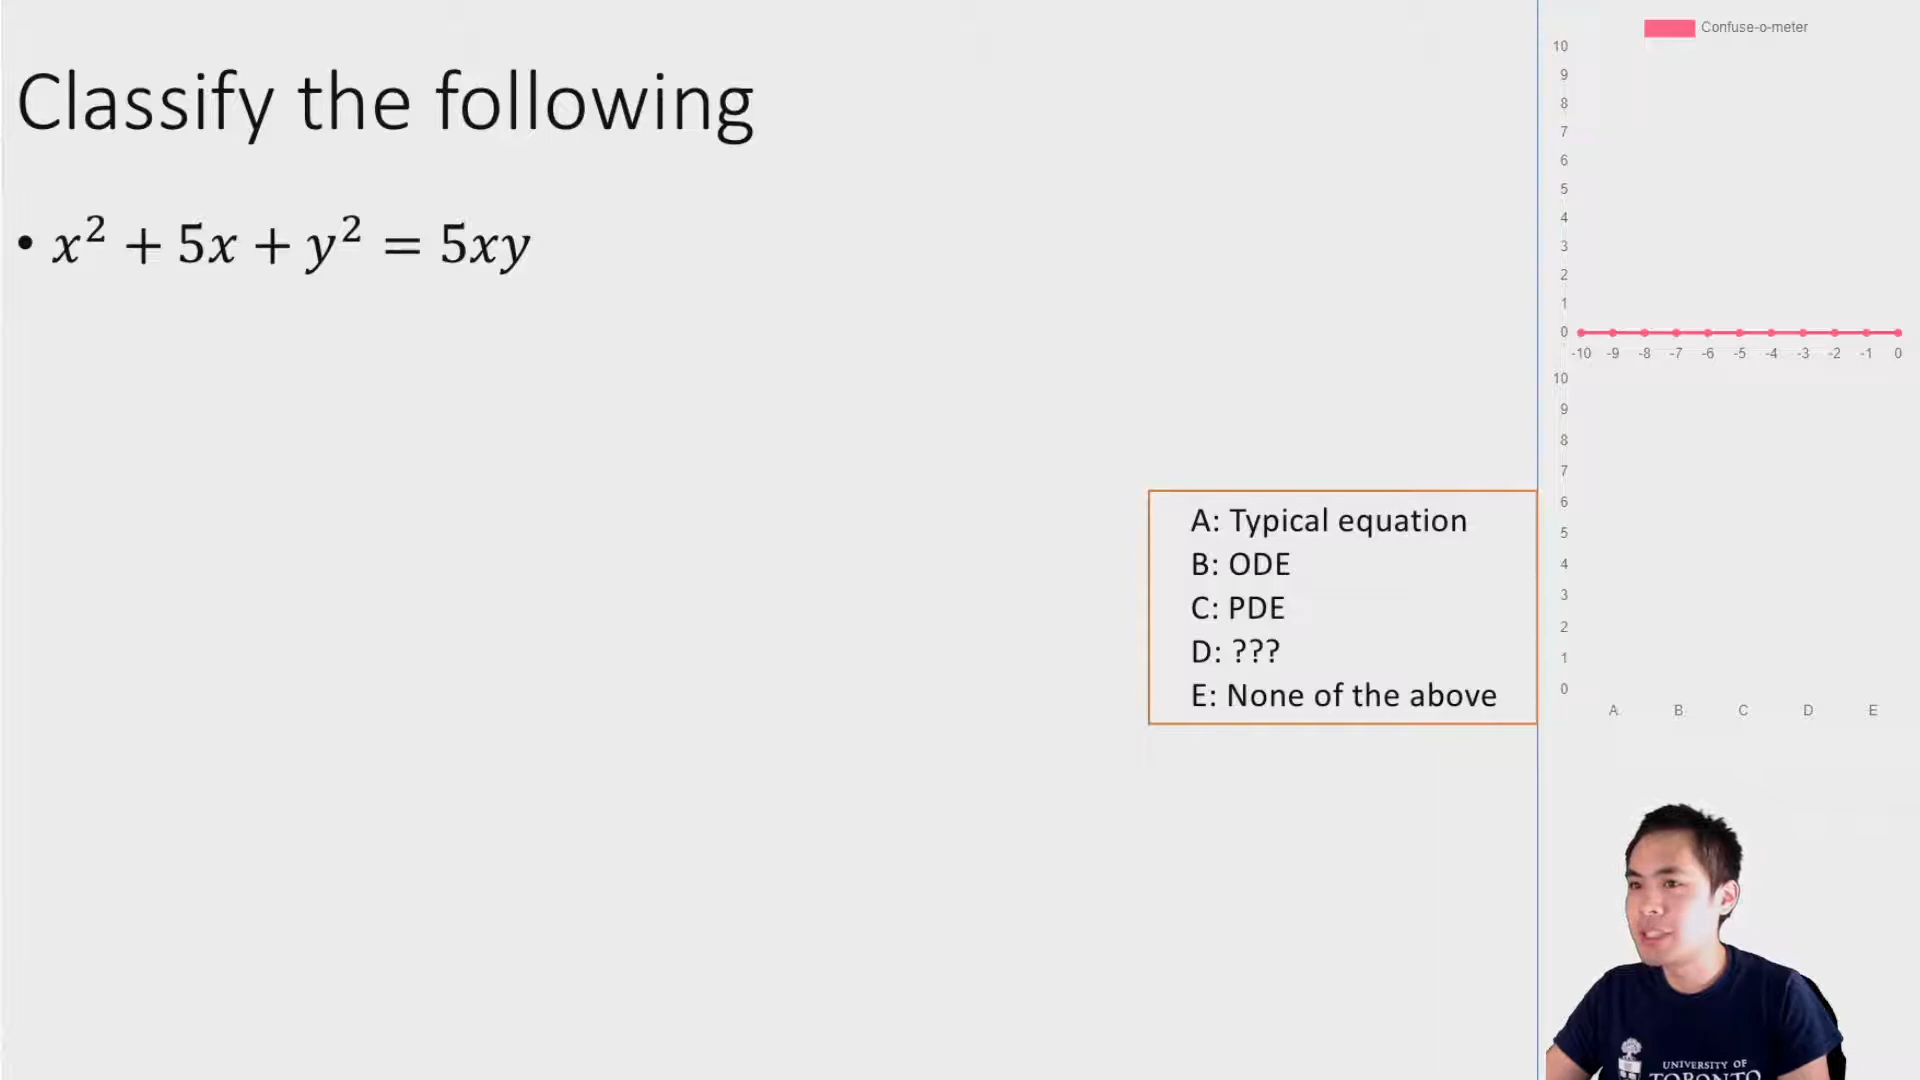 Classify the following
• x² + 5x + y² = 5xy
A: Typical equation
B: ODE
C: PDE
D: ???
E: None of the above
Confuse-o-meter
10
9
8
7
6
5
4
3
2
1
0
-10 -9 -8 -7 -6 -5 -4 -3 -2 -1 0
10
9
8
7
6
5
4
3
2
1
0
A B C D E
UNIVERSITY OF
TORONTO